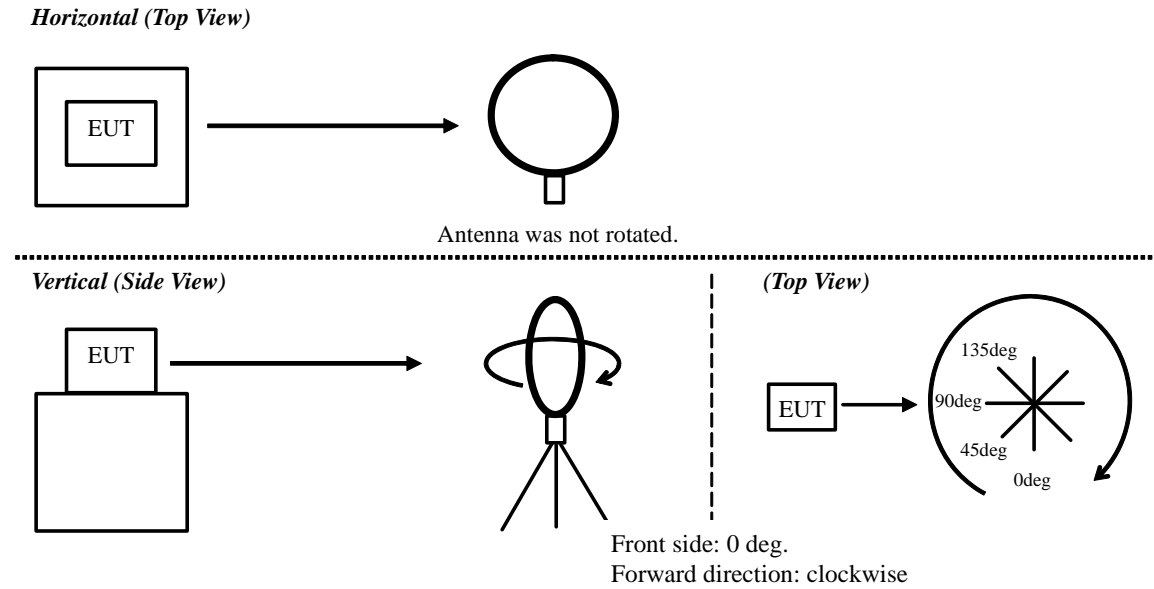 Horizontal (Top View)
EUT
Antenna was not rotated.
Vertical (Side View)
EUT
(Top View)
135deg
90deg
EUT
45deg
0deg
Front side: 0 deg.
Forward direction: clockwise